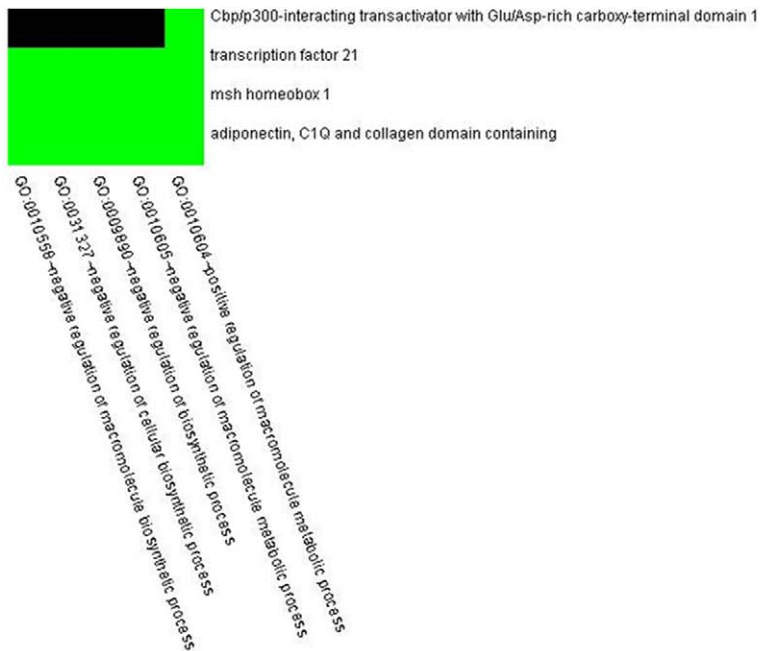 Cbp/p300-interacting transactivator with Glu/Asp-rich carboxy-terminal domain 1
transcription factor 21
msh homeobox 1
adiponectin, C1Q and collagen domain containing
GO:0010558~negative regulation of macromolecule biosynthetic process
GO:0031327~negative regulation of cellular biosynthetic process
GO:0009890~negative regulation of biosynthetic process
GO:0010605~negative regulation of macromolecule metabolic process
GO:0010604~positive regulation of macromolecule metabolic process